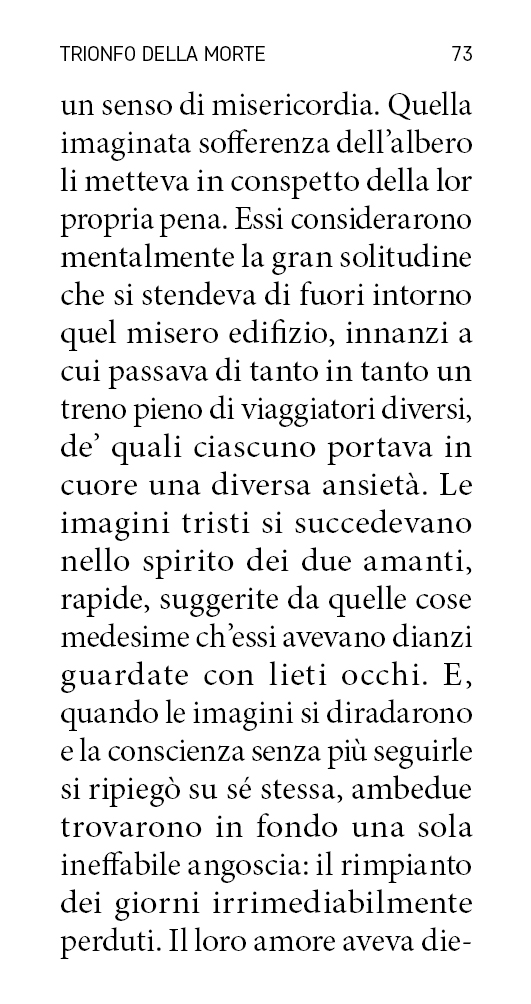 TRIONFO DELLA MORTE 73
un senso di misericordia. Quella
imaginata sofferenza dell’albero
li metteva in conspetto della lor
propria pena. Essi considerarono
mentalmente la gran solitudine
che si stendeva di fuori intorno
quel misero edifizio, innanzi a
cui passava di tanto in tanto un
treno pieno di viaggiatori diversi,
de’ quali ciascuno portava in
cuore una diversa ansietà. Le
imagini tristi si succedevano
nello spirito dei due amanti,
rapide, suggerite da quelle cose
medesime ch’essi avevano dianzi
guardate con lieti occhi. E,
quando le imagini si diradarono
e la conscienza senza più seguirle
si ripiegò su sé stessa, ambedue
trovarono in fondo una sola
ineffabile angoscia: il rimpianto
dei giorni irrimediabilmente
perduti. Il loro amore aveva die-